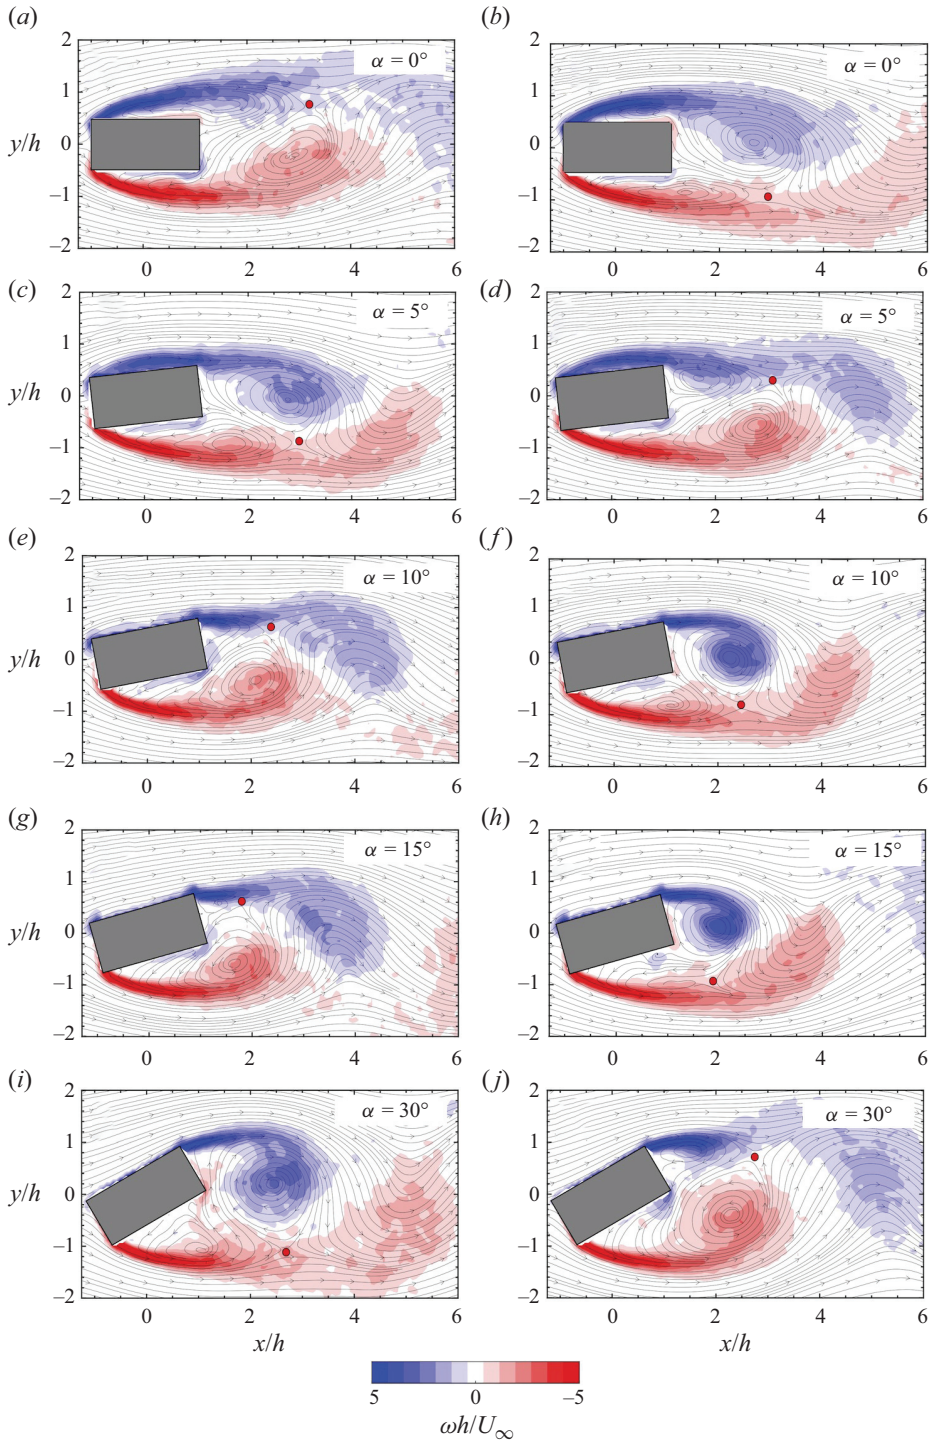 (a) (b)
2 2
α = 0° α = 0°
1 1
y/h 0 0
–1 –1
–2 –2
0 2 4 6 0 2 4 6
(c) (d)
2 2
α = 5° α = 5°
1 1
y/h 0 0
–1 –1
–2 –2
0 2 4 6 0 2 4 6
(e) (f)
2 2
α = 10° α = 10°
1 1
y/h 0 0
–1 –1
–2 –2
0 2 4 6 0 2 4 6
(g) (h)
2 2
α = 15° α = 15°
1 1
y/h 0 0
–1 –1
–2 –2
0 2 4 6 0 2 4 6
(i) (j)
2 2
α = 30° α = 30°
1 1
y/h 0 0
–1 –1
–2 –2
0 2 4 6 0 2 4 6
x/h x/h
5 0 –5
ωh/U∞